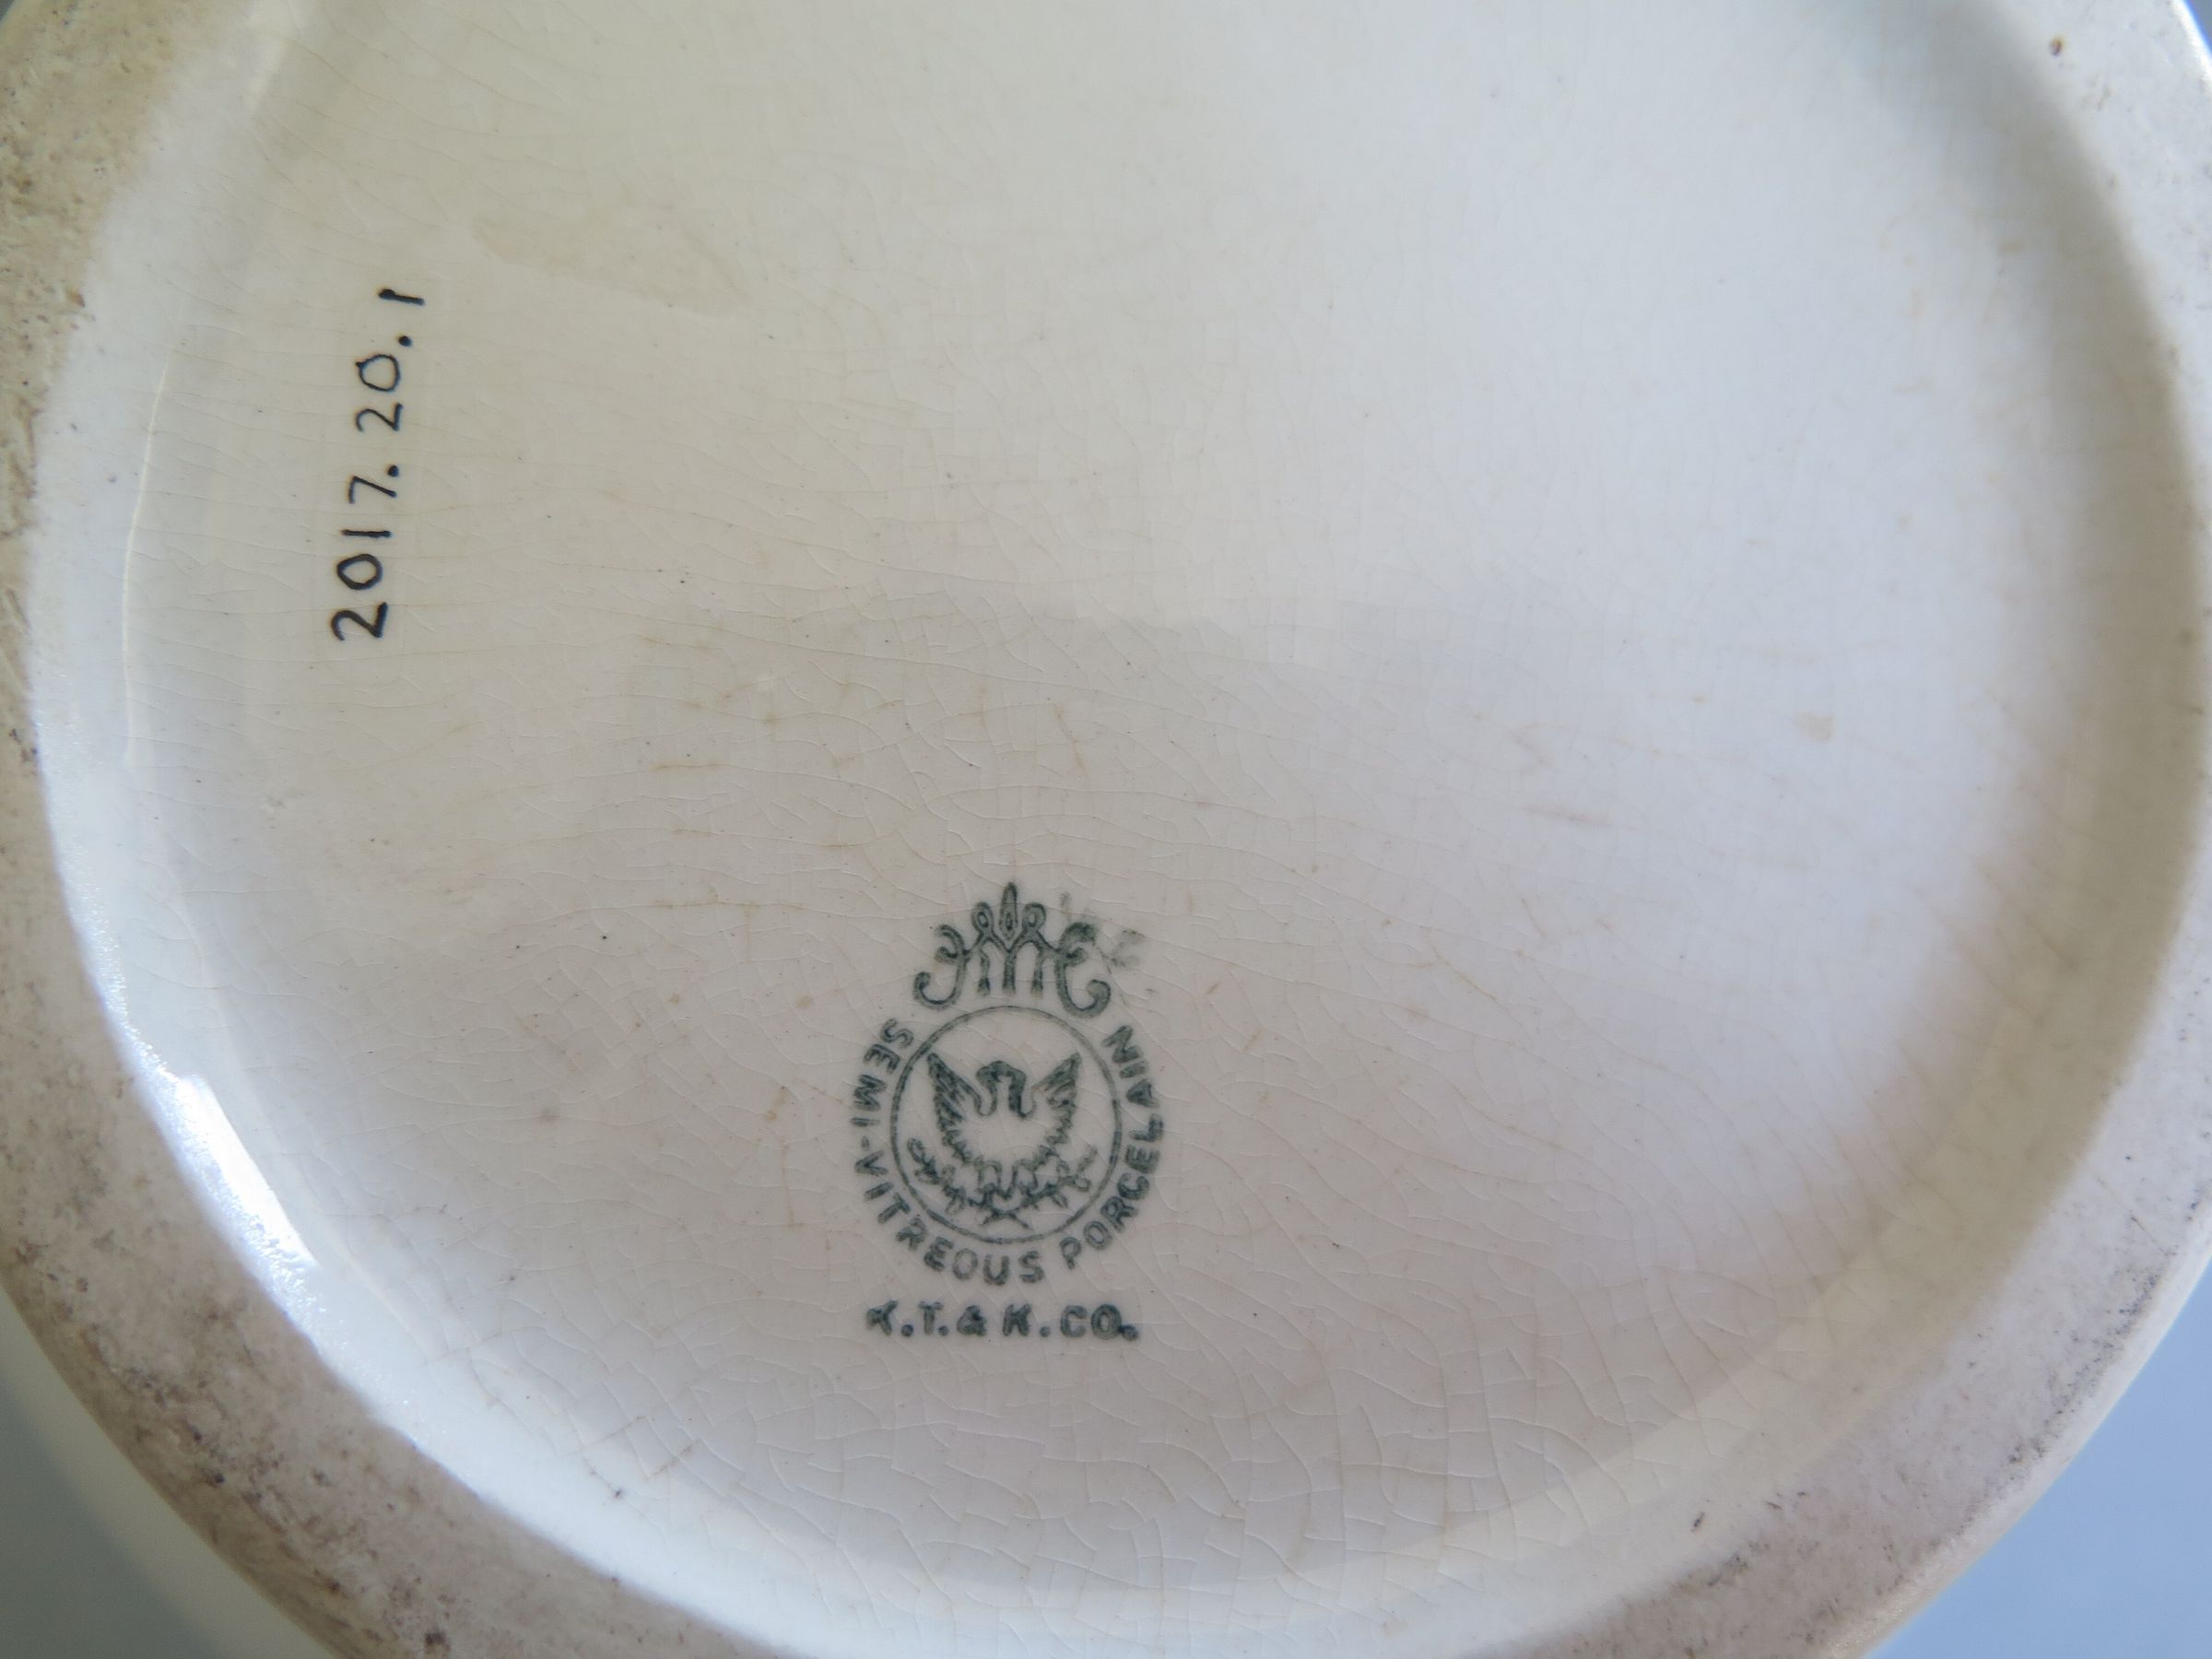 2017.20.1
SEMI-VITREOUS PORCELAIN
K.T.& K.CO.